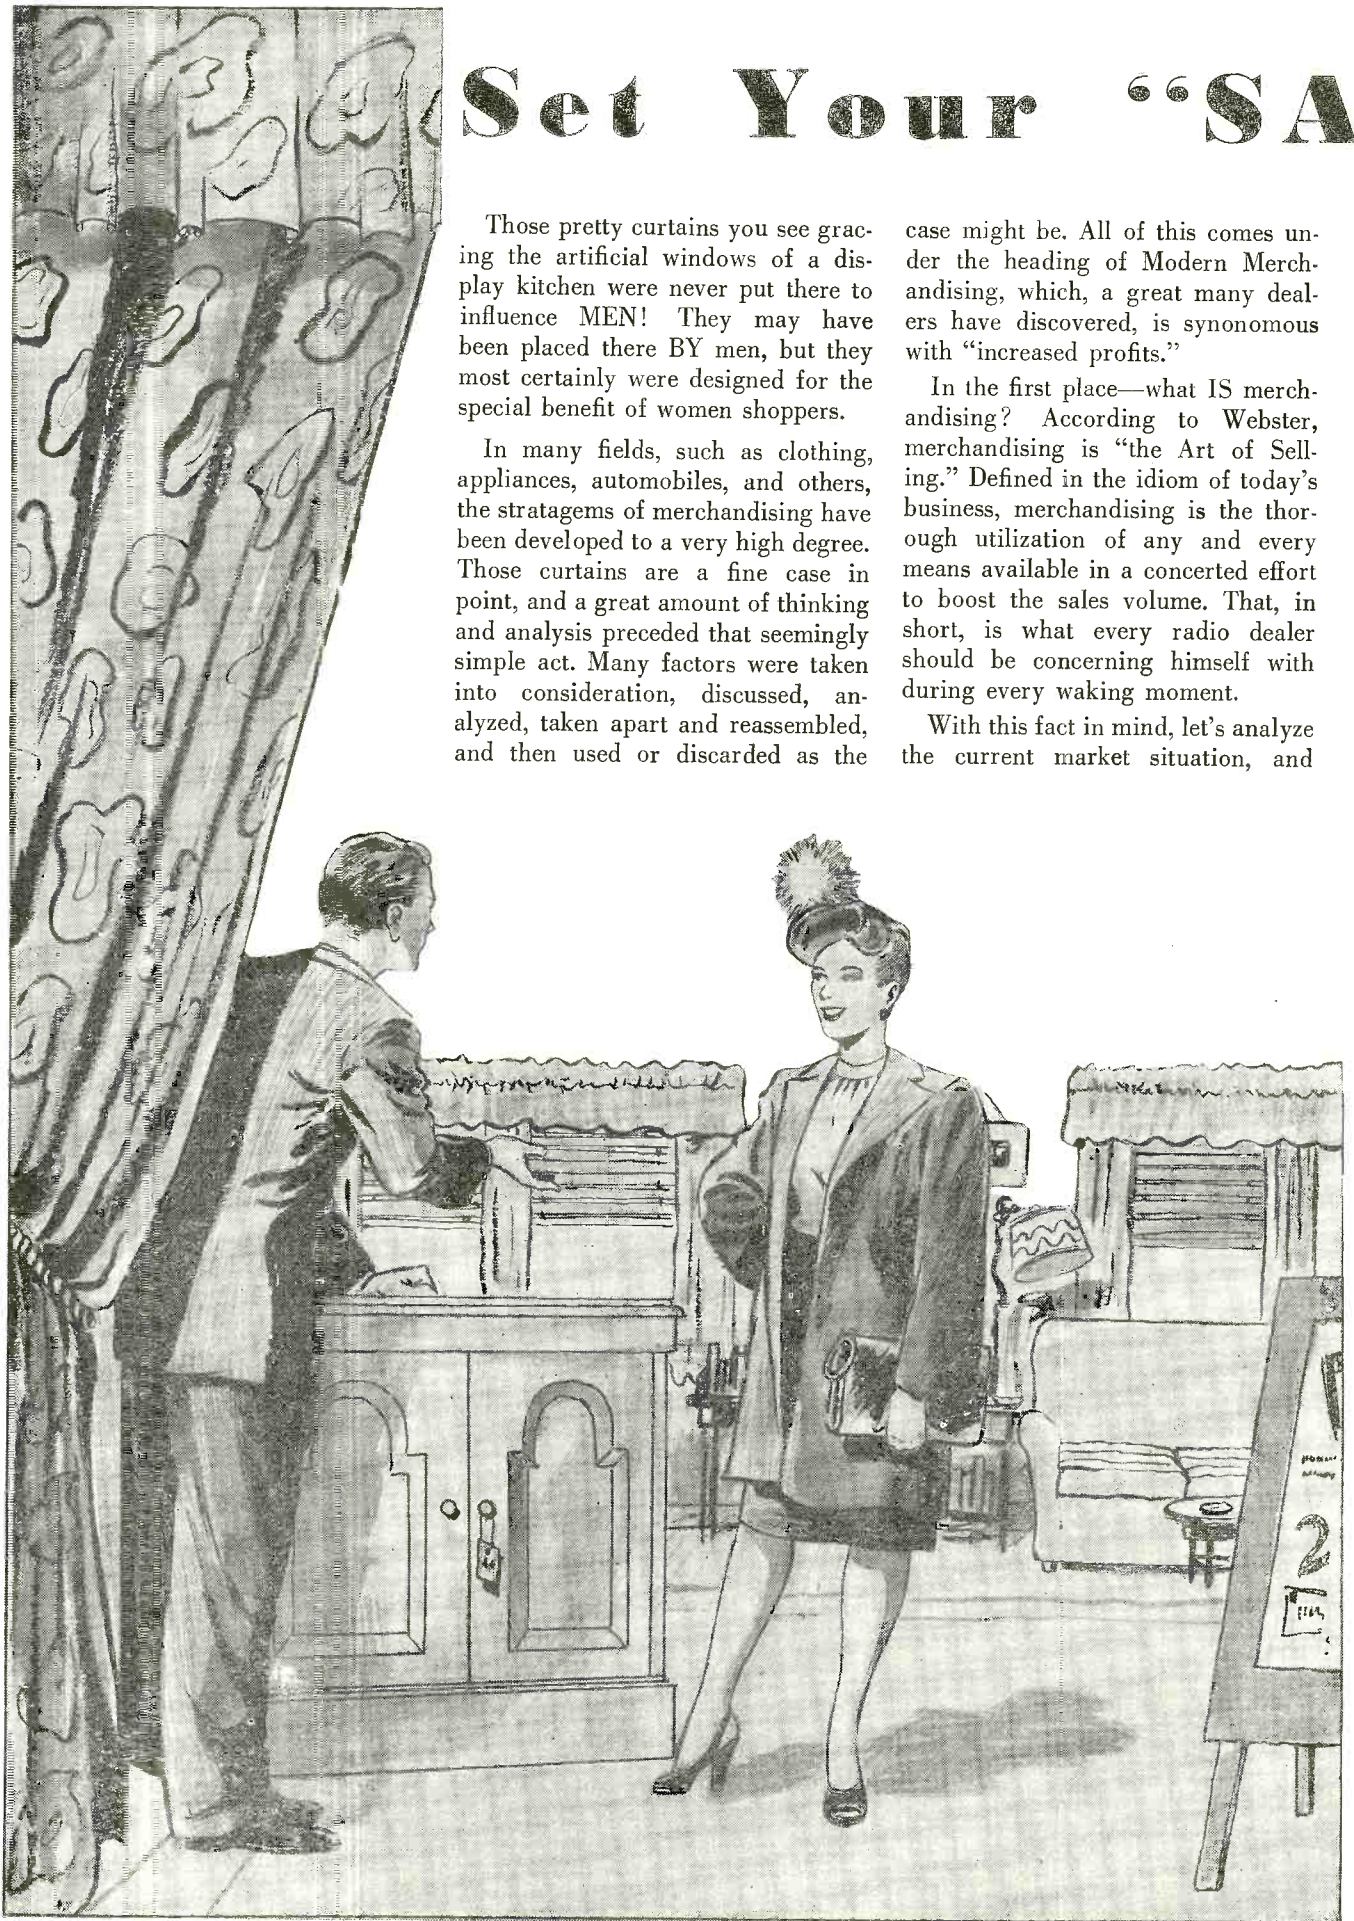 Set Your “SA
Those pretty curtains you see grac-
ing the artificial windows of a dis-
play kitchen were never put there to
influence MEN! They may have
been placed there BY men, but they
most certainly were designed for the
special benefit of women shoppers.
In many fields, such as clothing,
appliances, automobiles, and others,
the stratagems of merchandising have
been developed to a very high degree.
Those curtains are a fine case in
point, and a great amount of thinking
and analysis preceded that seemingly
simple act. Many factors were taken
into consideration, discussed, an-
alyzed, taken apart and reassembled,
and then used or discarded as the
case might be. All of this comes un-
der the heading of Modern Merch-
andising, which, a great many deal-
ers have discovered, is synonomous
with “increased profits.”
In the first place—what IS merch-
andising? According to Webster,
merchandising is “the Art of Sell-
ing.” Defined in the idiom of today’s
business, merchandising is the thor-
ough utilization of any and every
means available in a concerted effort
to boost the sales volume. That, in
short, is what every radio dealer
should be concerning himself with
during every waking moment.
With this fact in mind, let’s analyze
the current market situation, and
2